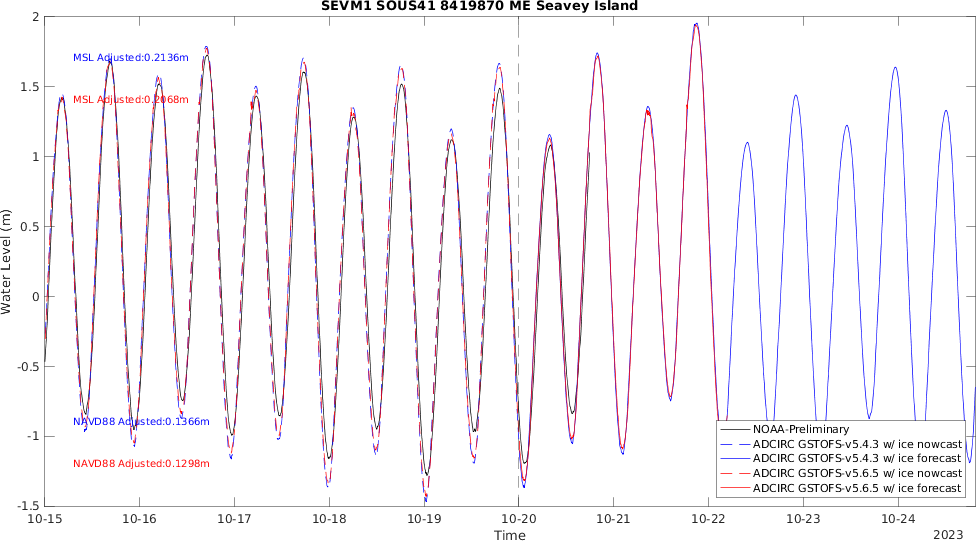 SEVM1 SOUS41 8419870 ME Seavey Island
2
1.5
1
0.5
0
-0.5
-1
-1.5
Water Level (m)
MSL Adjusted:0.2136m
MSL Adjusted:0.2068m
NAVD88 Adjusted:0.1366m
NAVD88 Adjusted:0.1298m
NOAA-Preliminary
ADCIRC GSTOFS-v5.4.3 w/ ice nowcast
ADCIRC GSTOFS-v5.4.3 w/ ice forecast
ADCIRC GSTOFS-v5.6.5 w/ ice nowcast
ADCIRC GSTOFS-v5.6.5 w/ ice forecast
10-15 10-16 10-17 10-18 10-19 10-20 10-21 10-22 10-23 10-24
Time
2023